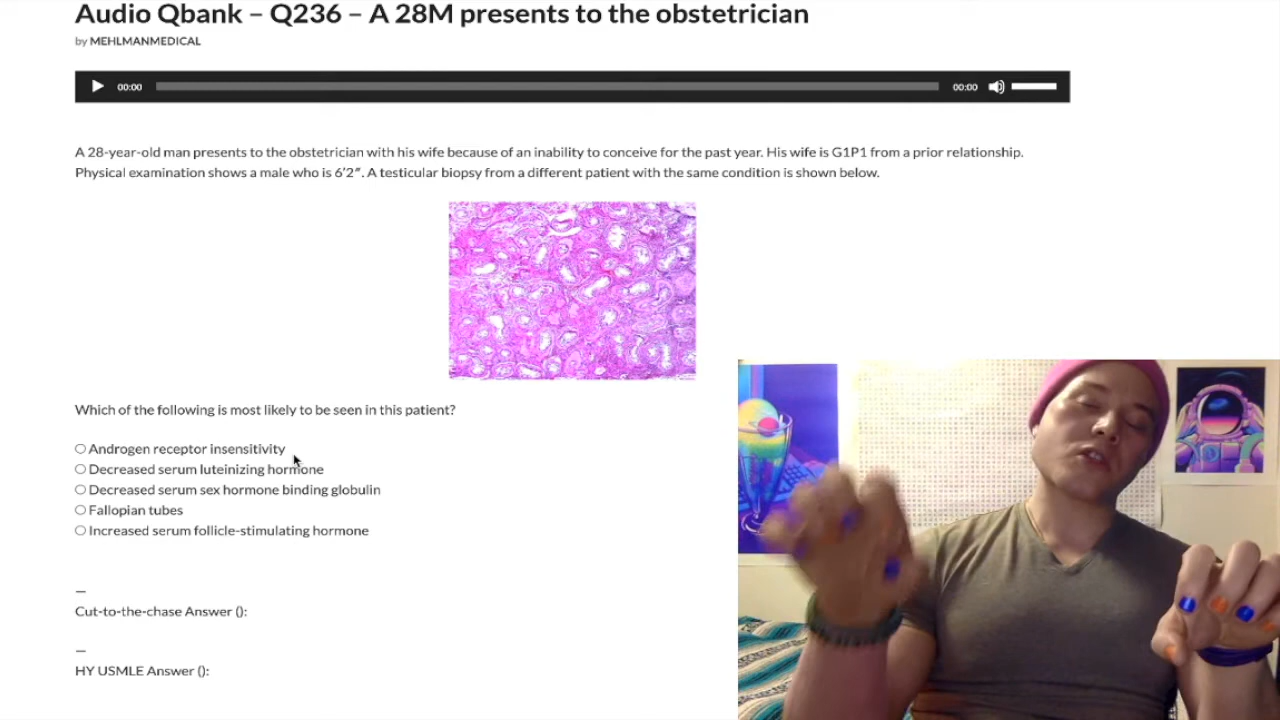 Audio Qbank – Q236 – A 28M presents to the obstetrician
by MEHLMANMEDICAL
00:00 00:00
A 28-year-old man presents to the obstetrician with his wife because of an inability to conceive for the past year. His wife is G1P1 from a prior relationship.
Physical examination shows a male who is 6'2″. A testicular biopsy from a different patient with the same condition is shown below.
Which of the following is most likely to be seen in this patient?
Androgen receptor insensitivity
Decreased serum luteinizing hormone
Decreased serum sex hormone binding globulin
Fallopian tubes
Increased serum follicle-stimulating hormone
—
Cut-to-the-chase Answer ():
—
HY USMLE Answer ():